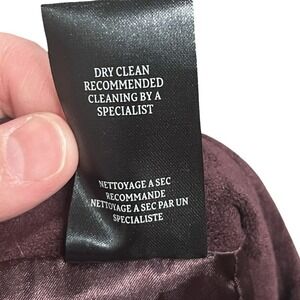 DRY CLEAN
RECOMMENDED
CLEANING BY A
SPECIALIST
NETTOYAGE A SEC
RECOMMANDE
NETTOYAGE A SEC PAR UN
SPECIALISTE